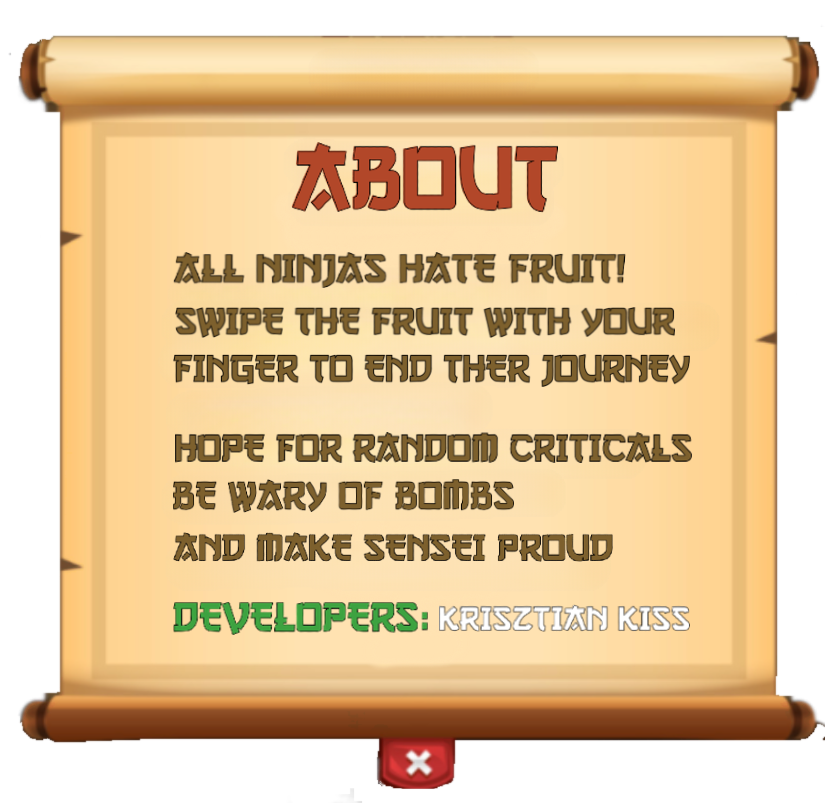 ABOUT
ALL NINJAS HATE FRUIT!
SWIPE THE FRUIT WITH YOUR
FINGER TO END THER JOURNEY
HOPE FOR RANDOM CRITICALS
BE WARY OF BOMBS
AND MAKE SENSEI PROUD
DEVELOPERS: KRISZTIAN KISS